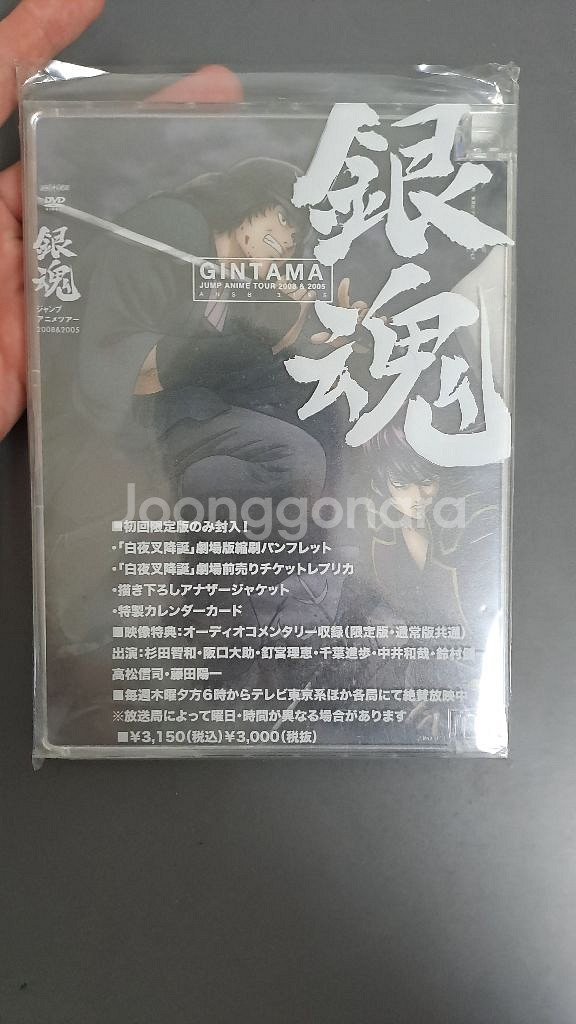 銀魂
GINTAMA
JUMP ANIME TOUR 2008 & 2005
DVD
銀魂
ジャンプ
アニメツアー
2008&2005
Joonggonara
■初回限定版のみ封入！
・「白夜叉降誕」劇場版縮刷パンフレット
・「白夜叉降誕」劇場前売りチケットレプリカ
・描き下ろしアナザージャケット
・特製カレンダーカード
■映像特典：オーディオコメンタリー収録（限定版・通常版共通）
出演：杉田智和・阪口大助・釘宮理恵・千葉進歩・中井和哉・鈴村健一
高松信司・藤田陽一
■毎週木曜夕方6時からテレビ東京系ほか各局にて絶賛放映中
※放送局によって曜日・時間が異なる場合があります
■￥3,150（税込）￥3,000（税抜）